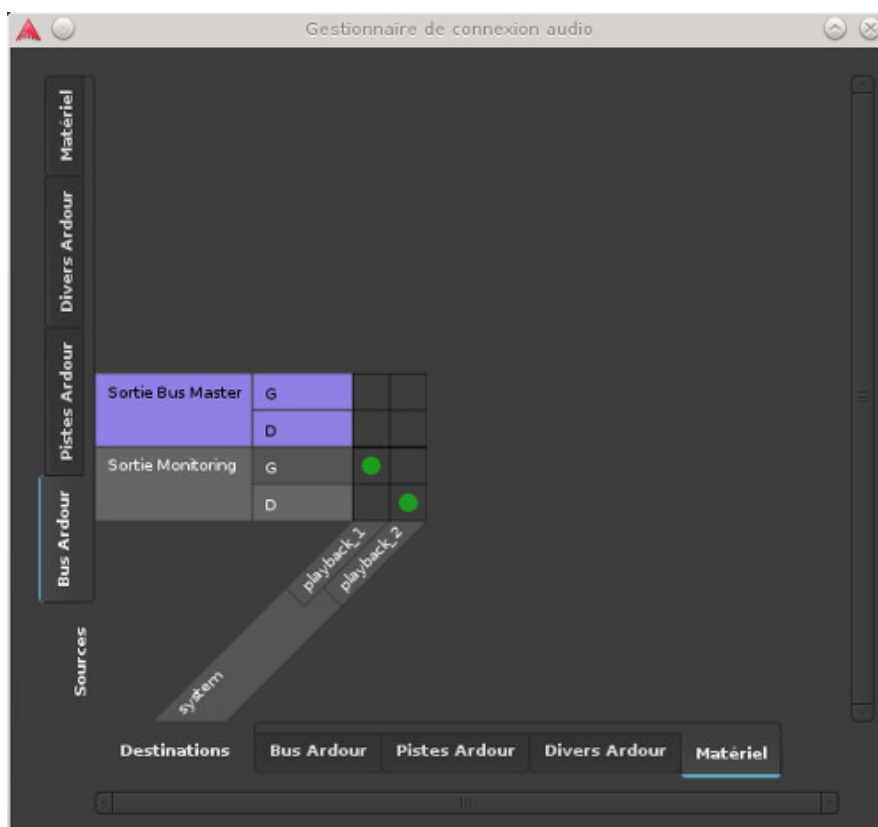 Gestionnaire de connexion audio
Matériel
Divers Ardour
Pistes Ardour
Bus Ardour
Sources
Sortie Bus Master
G
D
Sortie Monitoring
G
D
playback_1
playback_2
system
Destinations
Bus Ardour
Pistes Ardour
Divers Ardour
Matériel